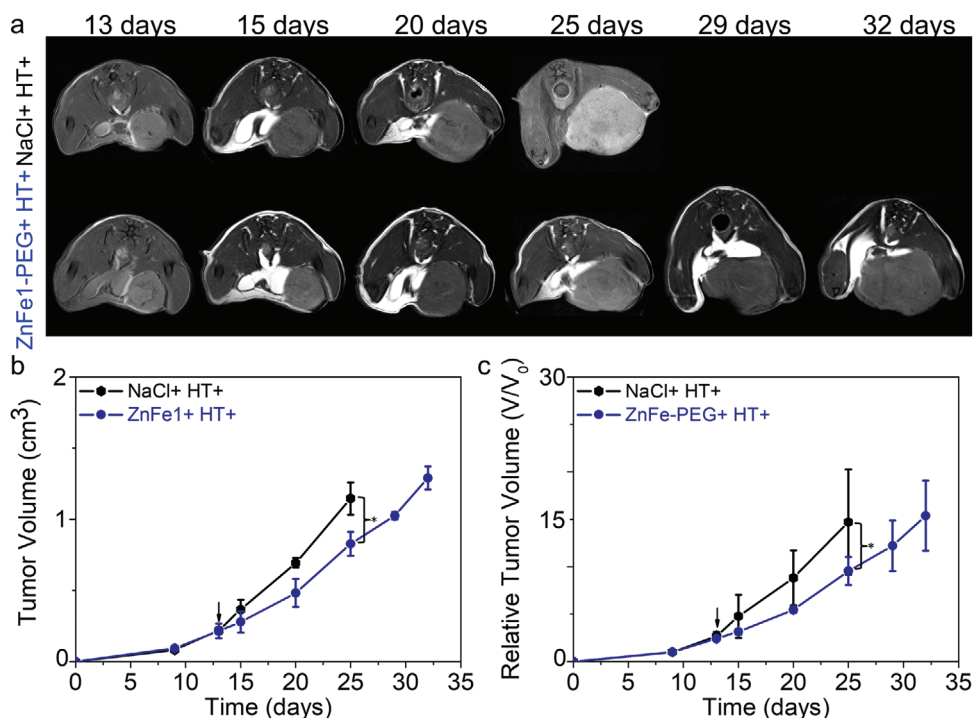 a
13 days 15 days 20 days 25 days 29 days 32 days
NaCl+ HT+
ZnFe1-PEG+ HT+
b
2
1
0
0 5 10 15 20 25 30 35
Tumor Volume (cm3)
Time (days)
NaCl+ HT+
ZnFe1+ HT+
*
c
30
15
0
0 5 10 15 20 25 30 35
Relative Tumor Volume (V/V0)
Time (days)
NaCl+ HT+
ZnFe-PEG+ HT+
*